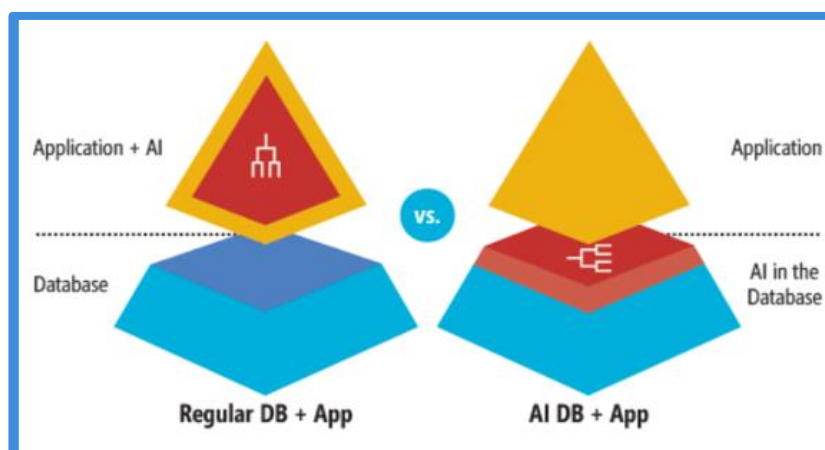 Application + AI
Application
vs.
Database
AI in the
Database
Regular DB + App
AI DB + App